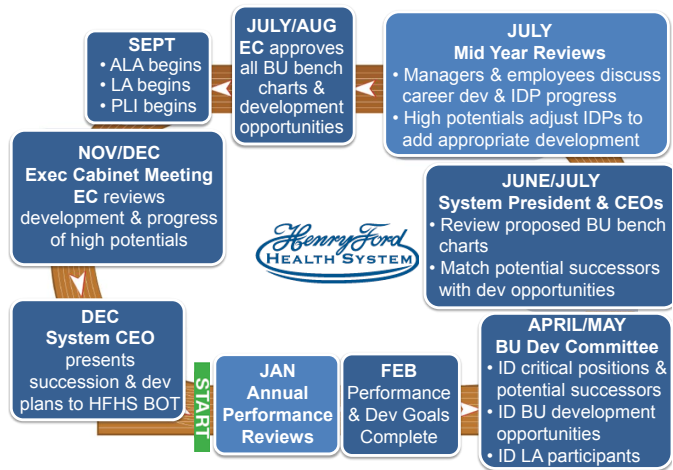 SEPT
• ALA begins
• LA begins
• PLI begins
JULY/AUG
EC approves
all BU bench
charts &
development
opportunities
JULY
Mid Year Reviews
• Managers & employees discuss
career dev & IDP progress
• High potentials adjust IDPs to
add appropriate development
NOV/DEC
Exec Cabinet Meeting
EC reviews
development & progress
of high potentials
Henry Ford
HEALTH SYSTEM
JUNE/JULY
System President & CEOs
• Review proposed BU bench
charts
• Match potential successors
with dev opportunities
DEC
System CEO
presents
succession & dev
plans to HFHS BOT
START
JAN
Annual
Performance
Reviews
FEB
Performance
& Dev Goals
Complete
APRIL/MAY
BU Dev Committee
• ID critical positions &
potential successors
• ID BU development
opportunities
• ID LA participants